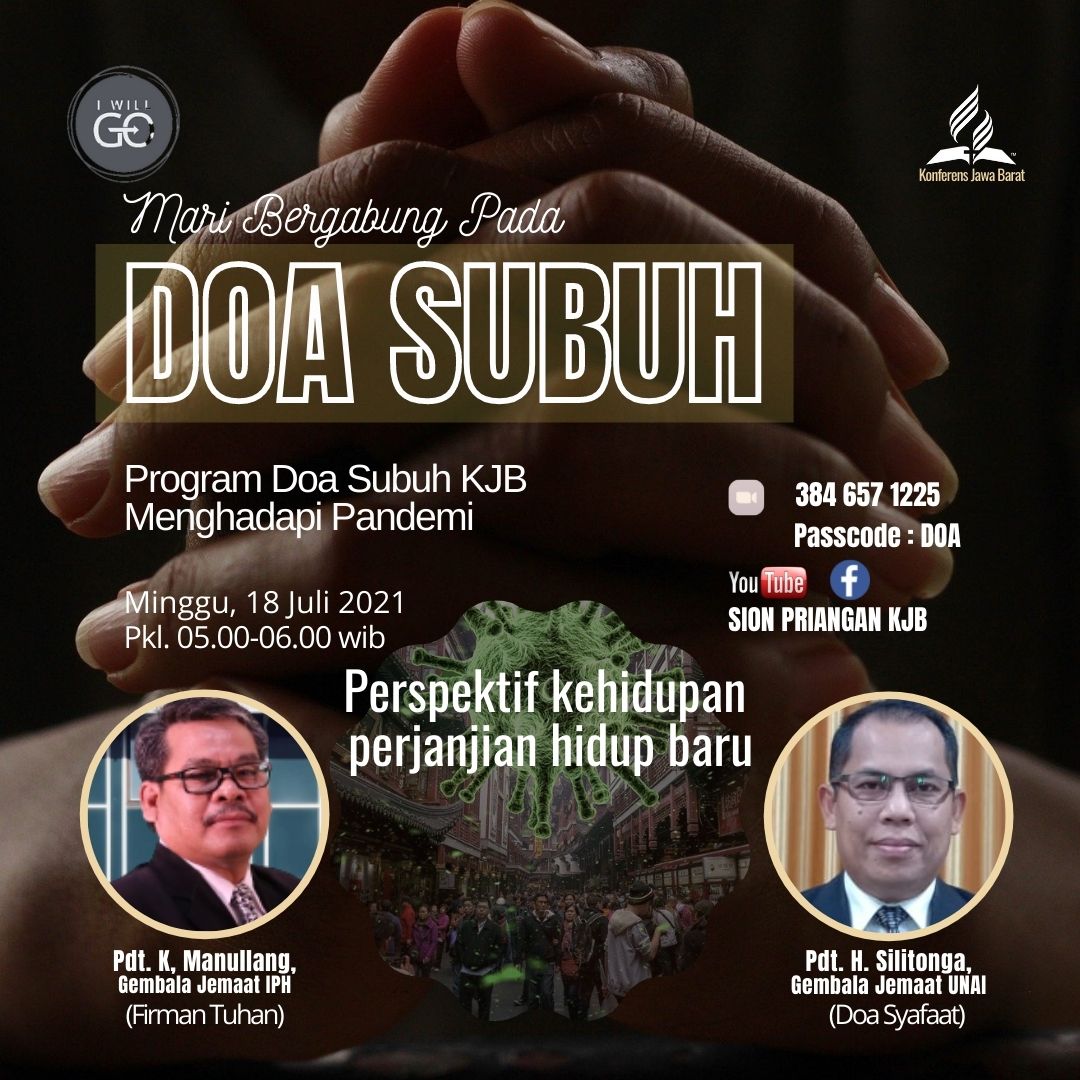 I WILL
GO
Konferens Jawa Barat
Mari Bergabung Pada
DOA SUBUH
Program Doa Subuh KJB
Menghadapi Pandemi
384 657 1225
Passcode : DOA
Minggu, 18 Juli 2021
Pkl. 05.00-06.00 wib
YouTube f
SION PRIANGAN KJB
Perspektif kehidupan
perjanjian hidup baru
Pdt. K, Manullang,
Gembala Jemaat IPH
(Firman Tuhan)
Pdt. H. Silitonga,
Gembala Jemaat UNAI
(Doa Syafaat)